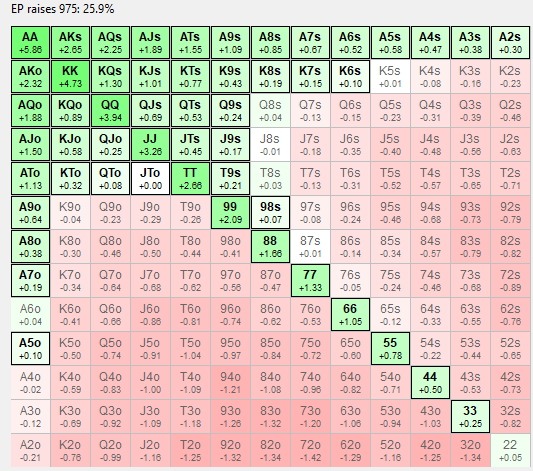 EP raises 975: 25.9%
AA AKs AQs AJs ATs A9s A8s A7s A6s A5s A4s A3s A2s
+5.86 +2.65 +2.25 +1.89 +1.55 +1.09 +0.85 +0.67 +0.52 +0.58 +0.47 +0.38 +0.30
AKo KK KQs KJs KTs K9s K8s K7s K6s K5s K4s K3s K2s
+2.32 +4.73 +1.30 +1.01 +0.77 +0.43 +0.19 +0.15 +0.10 +0.01 -0.08 -0.16 -0.23
AQo KQo QQ QJs QTs Q9s Q8s Q7s Q6s Q5s Q4s Q3s Q2s
+1.88 +0.89 +3.94 +0.69 +0.53 +0.24 +0.04 -0.13 -0.15 -0.23 -0.31 -0.39 -0.46
AJo KJo QJo JJ JTs J9s J8s J7s J6s J5s J4s J3s J2s
+1.50 +0.58 +0.25 +3.26 +0.45 +0.17 -0.01 -0.18 -0.35 -0.40 -0.48 -0.56 -0.63
ATo KTo QTo JTo TT T9s T8s T7s T6s T5s T4s T3s T2s
+1.13 +0.32 +0.08 +0.00 +2.66 +0.21 +0.03 -0.13 -0.31 -0.52 -0.57 -0.65 -0.71
A9o K9o Q9o J9o T9o 99 98s 97s 96s 95s 94s 93s 92s
+0.64 -0.04 -0.23 -0.29 -0.26 +2.09 +0.07 -0.08 -0.24 -0.46 -0.68 -0.73 -0.79
A8o K8o Q8o J8o T8o 98o 88 87s 86s 85s 84s 83s 82s
+0.38 -0.30 -0.46 -0.50 -0.44 -0.41 +1.66 +0.01 -0.14 -0.34 -0.57 -0.79 -0.82
A7o K7o Q7o J7o T7o 97o 87o 77 76s 75s 74s 73s 72s
+0.19 -0.34 -0.64 -0.68 -0.62 -0.56 -0.47 +1.33 -0.05 -0.24 -0.46 -0.68 -0.89
A6o K6o Q6o J6o T6o 96o 86o 76o 66 65s 64s 63s 62s
+0.04 -0.41 -0.66 -0.86 -0.81 -0.74 -0.62 -0.53 +1.05 -0.12 -0.33 -0.55 -0.76
A5o K5o Q5o J5o T5o 95o 85o 75o 65o 55 54s 53s 52s
+0.10 -0.50 -0.74 -0.91 -1.04 -0.97 -0.84 -0.72 -0.60 +0.78 -0.22 -0.44 -0.65
A4o K4o Q4o J4o T4o 94o 84o 74o 64o 54o 44 43s 42s
-0.02 -0.59 -0.83 -1.00 -1.09 -1.21 -1.08 -0.96 -0.82 -0.71 +0.50 -0.53 -0.73
A3o K3o Q3o J3o T3o 93o 83o 73o 63o 53o 43o 33 32s
-0.12 -0.69 -0.92 -1.09 -1.18 -1.26 -1.32 -1.20 -1.06 -0.94 -1.03 +0.25 -0.82
A2o K2o Q2o J2o T2o 92o 82o 72o 62o 52o 42o 32o 22
-0.21 -0.76 -0.99 -1.16 -1.25 -1.32 -1.34 -1.42 -1.29 -1.16 -1.25 -1.34 +0.05